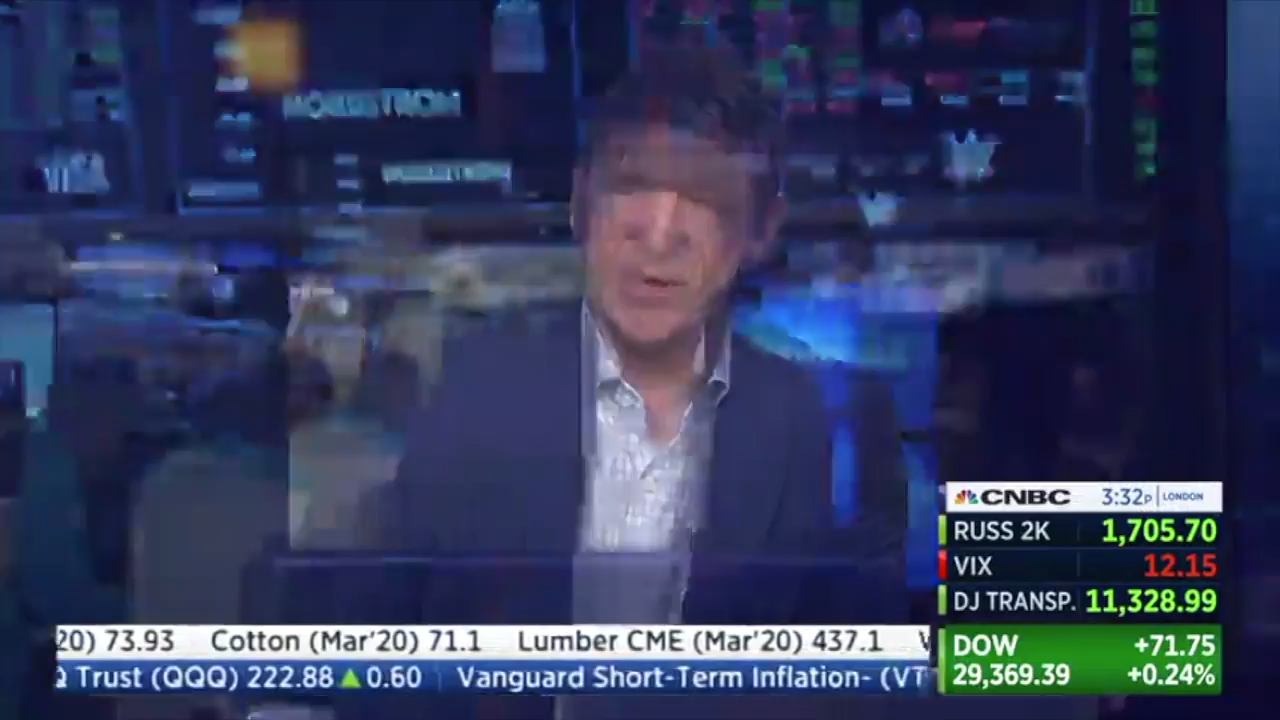 NORDSTROM
CNBC 3:32P LONDON
RUSS 2K 1,705.70
VIX 12.15
DJ TRANSP. 11,328.99
DOW +71.75
29,369.39 +0.24%
20) 73.93 Cotton (Mar'20) 71.1 Lumber CME (Mar'20) 437.1
Trust (QQQ) 222.88 ▲ 0.60 Vanguard Short-Term Inflation- (VT